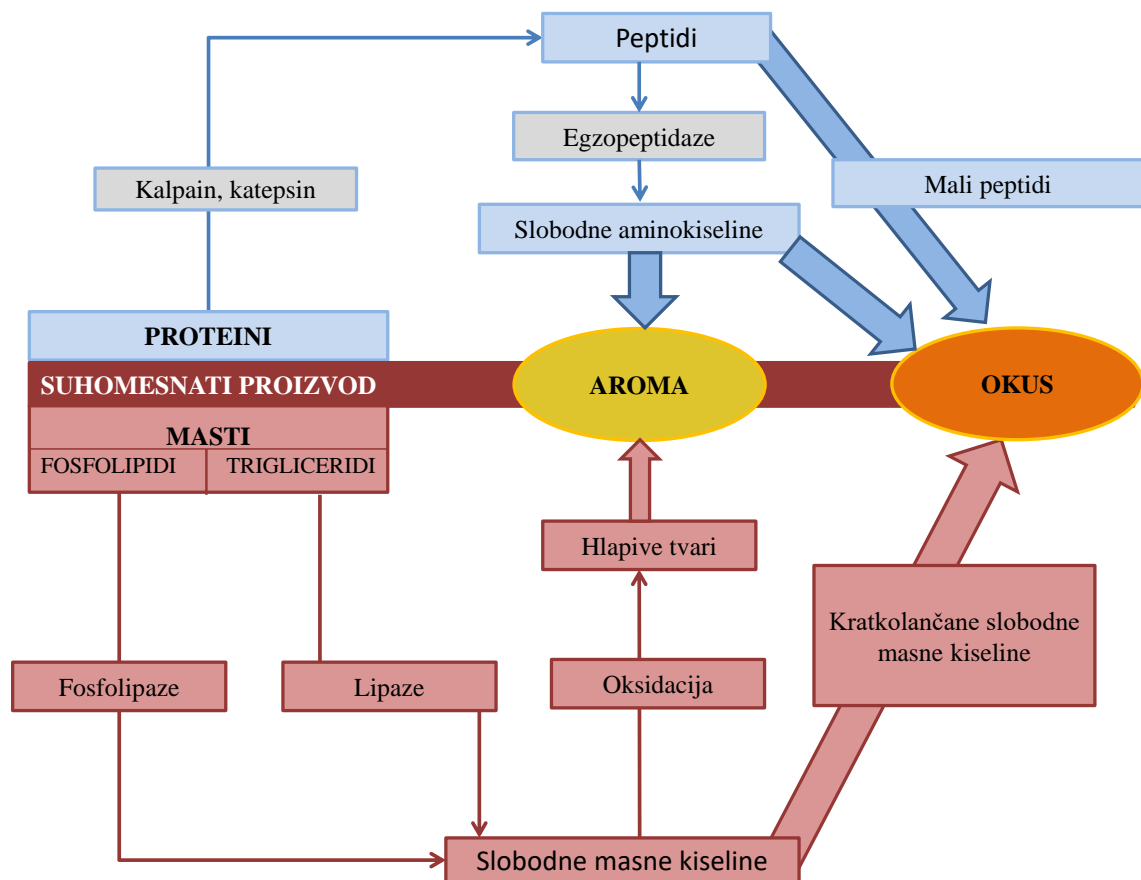 Peptidi
Egzopeptidaze
Kalpain, katepsin
Mali peptidi
Slobodne aminokiseline
PROTEINI
SUHOMESNATI PROIZVOD
AROMA
OKUS
MASTI
FOSFOLIPIDI
TRIGLICERIDI
Hlapive tvari
Kratkolančane slobodne
masne kiseline
Fosfolipaze
Lipaze
Oksidacija
Slobodne masne kiseline